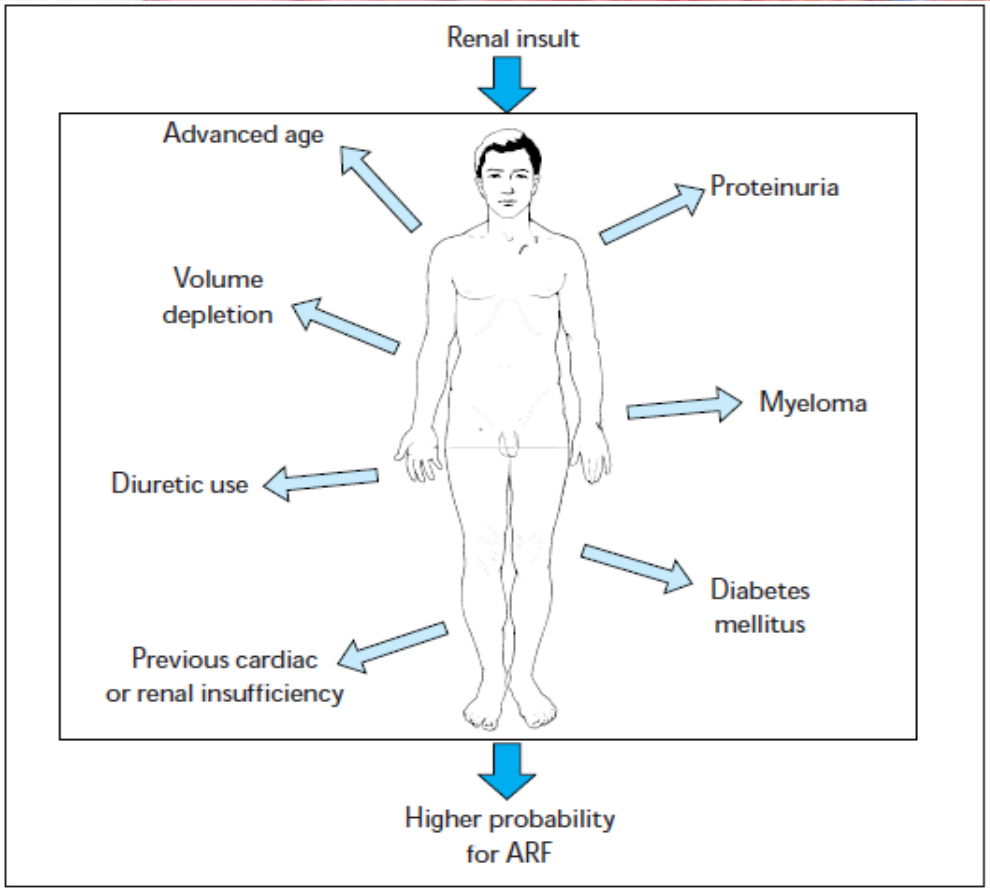 Renal insult
Advanced age
Proteinuria
Volume
depletion
Myeloma
Diuretic use
Diabetes
mellitus
Previous cardiac
or renal insufficiency
Higher probability
for ARF